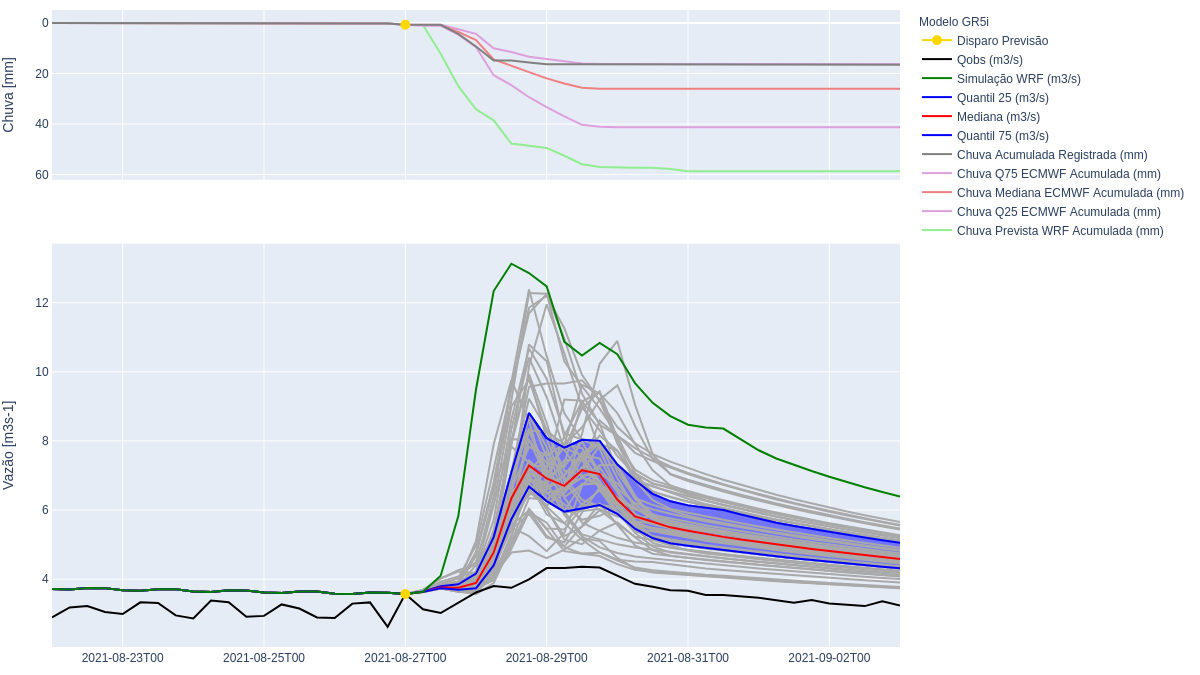 Chuva [mm]
0
20
40
60
Vazão [m3s-1]
12
10
8
6
4
2021-08-23T00
2021-08-25T00
2021-08-27T00
2021-08-29T00
2021-08-31T00
2021-09-02T00
Modelo GR5i
Disparo Previsão
Qobs (m3/s)
Simulação WRF (m3/s)
Quantil 25 (m3/s)
Mediana (m3/s)
Quantil 75 (m3/s)
Chuva Acumulada Registrada (mm)
Chuva Q75 ECMWF Acumulada (mm)
Chuva Mediana ECMWF Acumulada (mm)
Chuva Q25 ECMWF Acumulada (mm)
Chuva Prevista WRF Acumulada (mm)